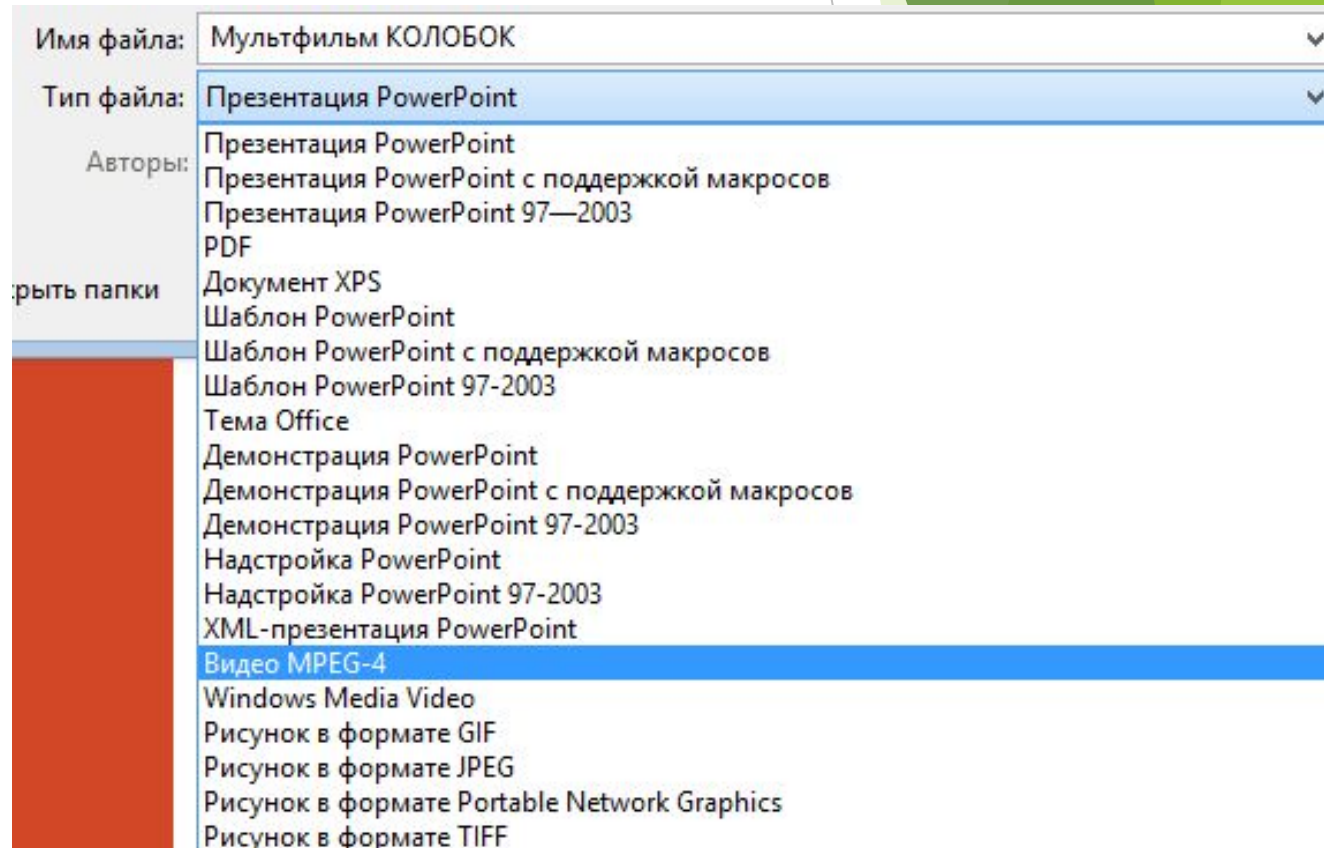 Имя файла: Мультфильм КОЛОБОК
Тип файла: Презентация PowerPoint
Авторы:
Презентация PowerPoint
Презентация PowerPoint с поддержкой макросов
Презентация PowerPoint 97—2003
PDF
Документ XPS
рыть папки
Шаблон PowerPoint
Шаблон PowerPoint с поддержкой макросов
Шаблон PowerPoint 97-2003
Тема Office
Демонстрация PowerPoint
Демонстрация PowerPoint с поддержкой макросов
Демонстрация PowerPoint 97-2003
Надстройка PowerPoint
Надстройка PowerPoint 97-2003
XML-презентация PowerPoint
Видео MPEG-4
Windows Media Video
Рисунок в формате GIF
Рисунок в формате JPEG
Рисунок в формате Portable Network Graphics
Рисунок в формате TIFF